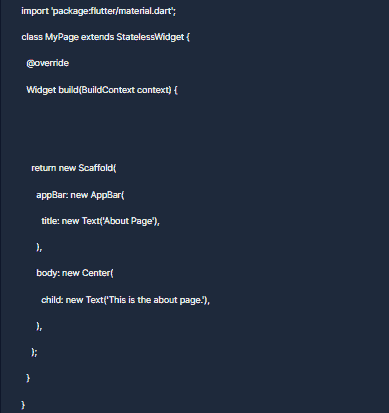 import 'package:flutter/material.dart';
class MyPage extends StatelessWidget {
@override
Widget build(BuildContext context) {
return new Scaffold(
appBar: new AppBar(
title: new Text('About Page'),
),
body: new Center(
child: new Text('This is the about page.'),
),
);
}
}